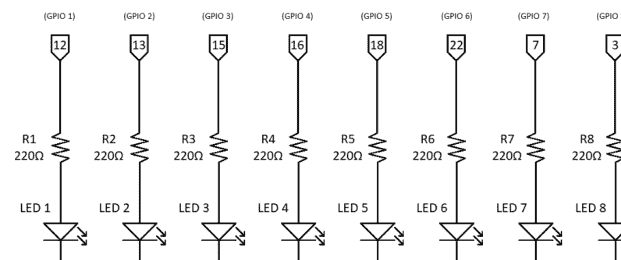 (GPIO 1) (GPIO 2) (GPIO 3) (GPIO 4) (GPIO 5) (GPIO 6) (GPIO 7) (GPIO
12 13 15 16 18 22 7 3
R1 R2 R3 R4 R5 R6 R7 R8
220Ω 220Ω 220Ω 220Ω 220Ω 220Ω 220Ω 220Ω
LED 1 LED 2 LED 3 LED 4 LED 5 LED 6 LED 7 LED 8